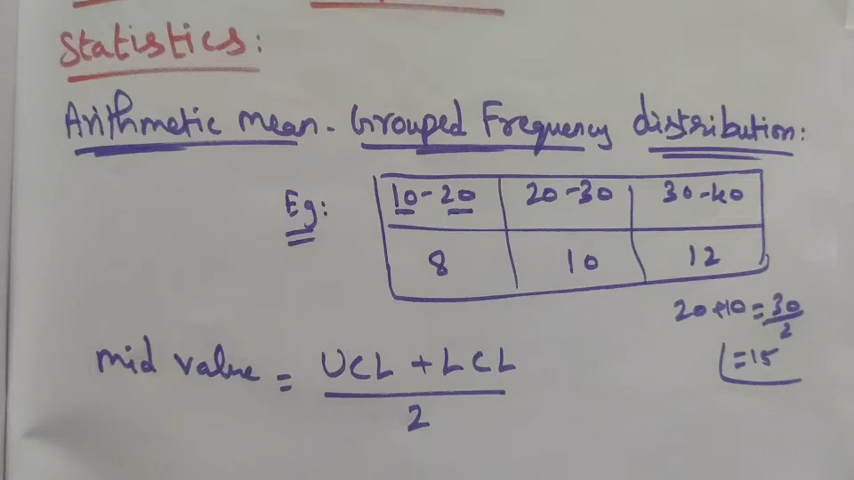 Statistics:
Arithmetic mean - Grouped Frequency distribution:
Eg:
10-20 20-30 30-40
8 10 12
20+10 = 30/2
= 15
mid value = UCL + LCL / 2